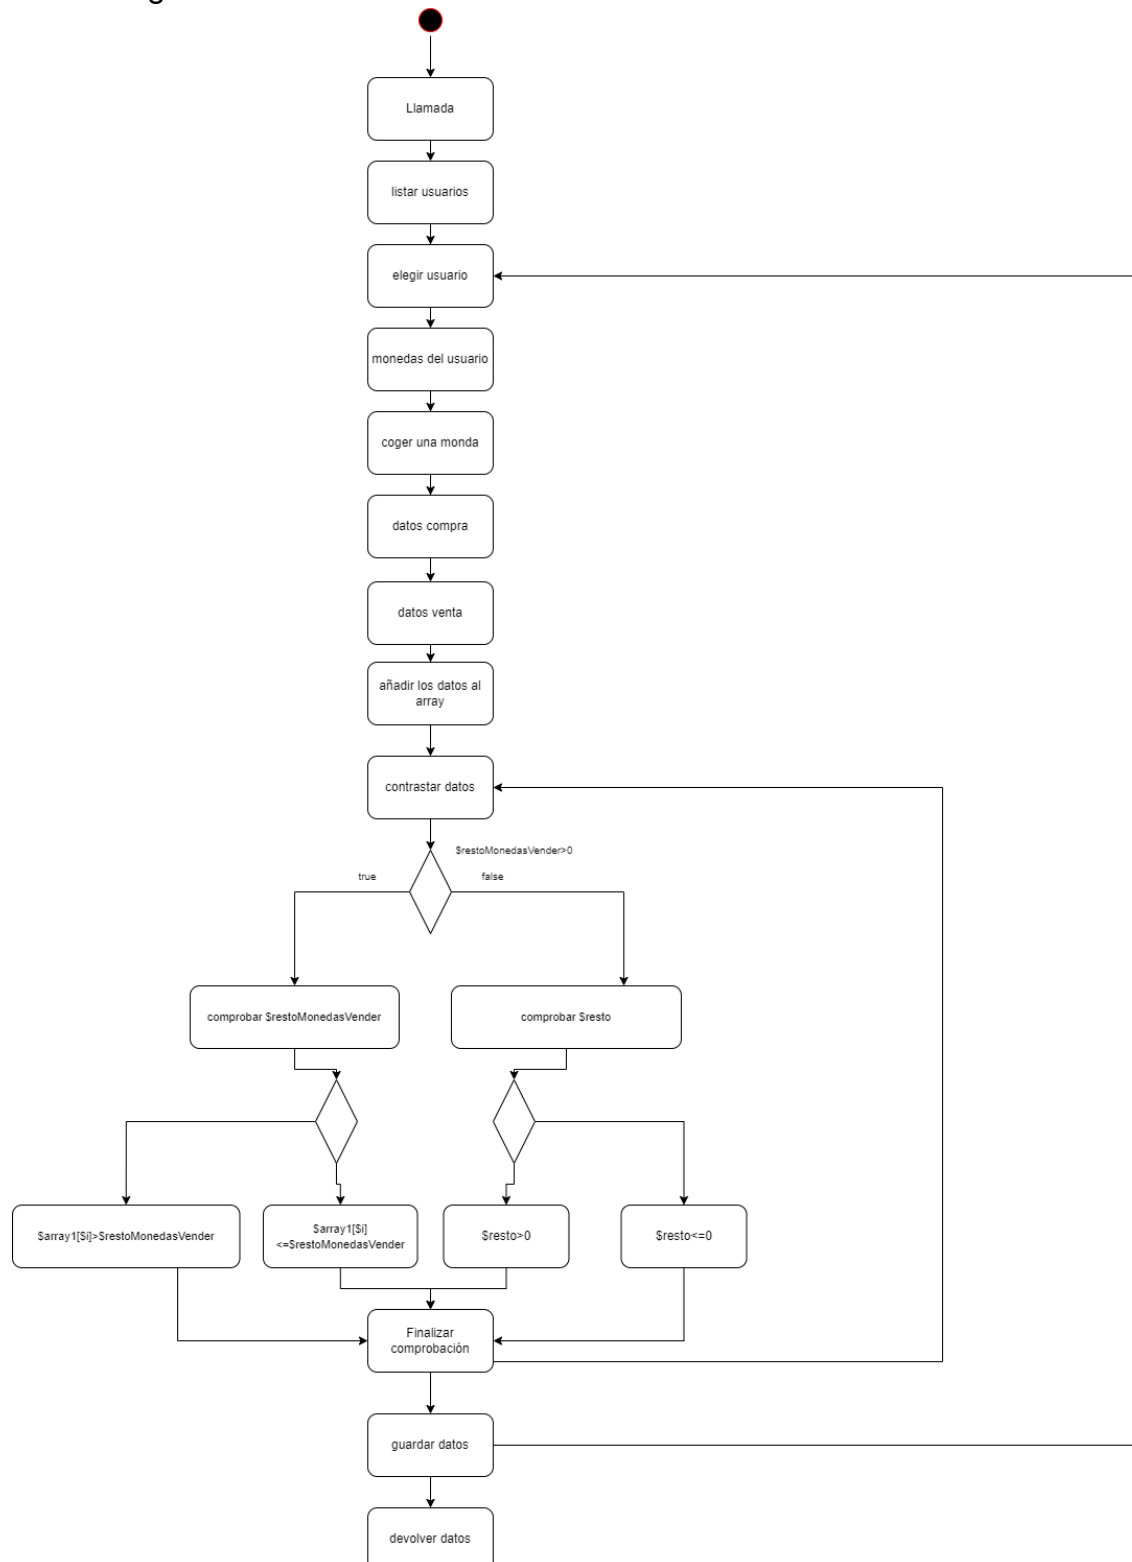 Llamada
listar usuarios
elegir usuario
monedas del usuario
coger una monda
datos compra
datos venta
añadir los datos al
array
contrastar datos
$restoMonedasVender>0
true
false
comprobar $restoMonedasVender
comprobar $resto
$array1[$i]>$restoMonedasVender
$array1[$i]
<=$restoMonedasVender
$resto>0
$resto<=0
Finalizar
comprobación
guardar datos
devolver datos